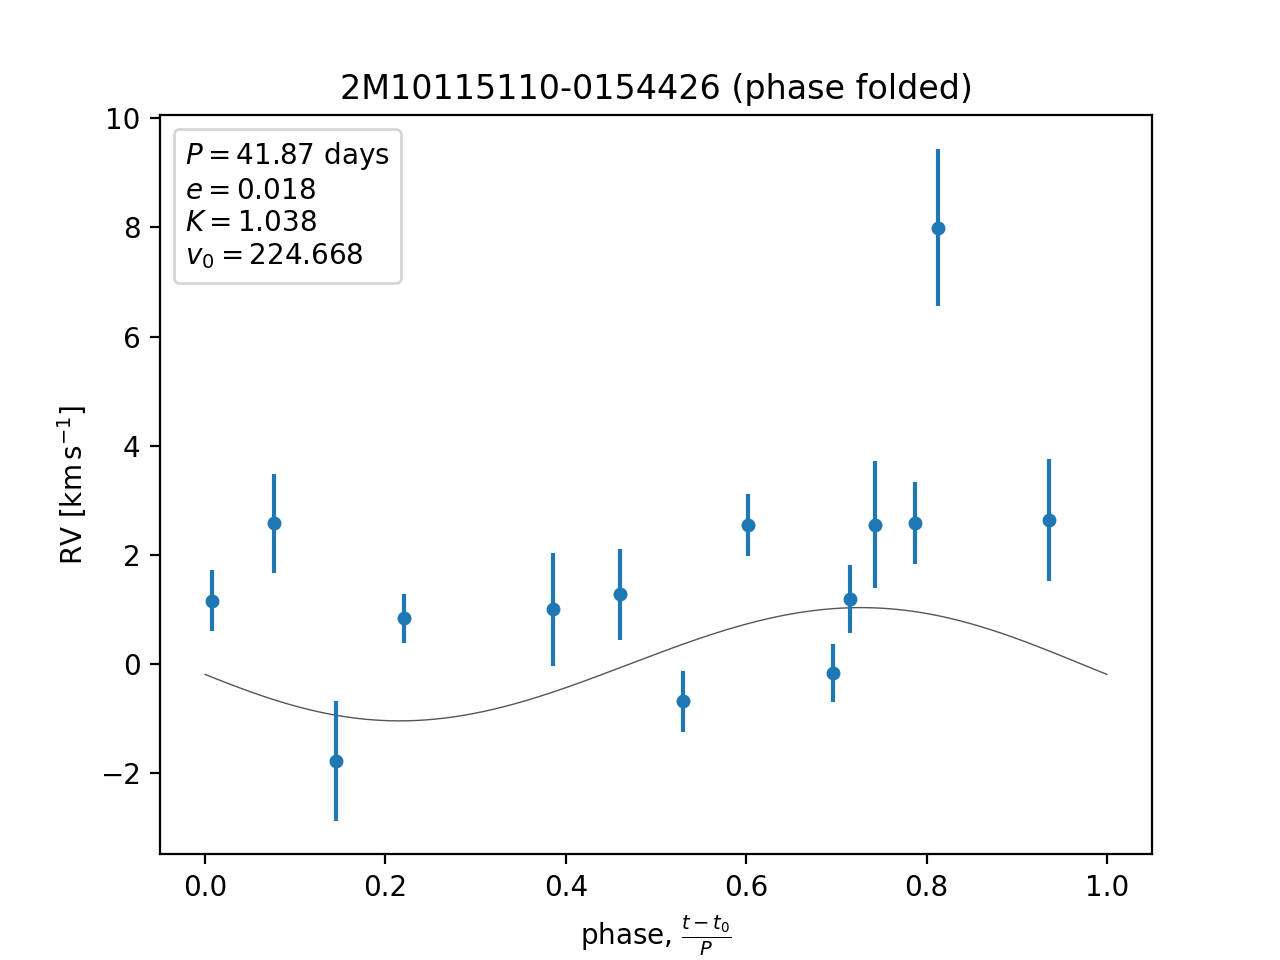 2M10115110-0154426 (phase folded)
P = 41.87 days
e = 0.018
K = 1.038
v₀ = 224.668
10
8
6
4
2
0
−2
RV [km s⁻¹]
0.0 0.2 0.4 0.6 0.8 1.0
phase, (t − t₀)/P